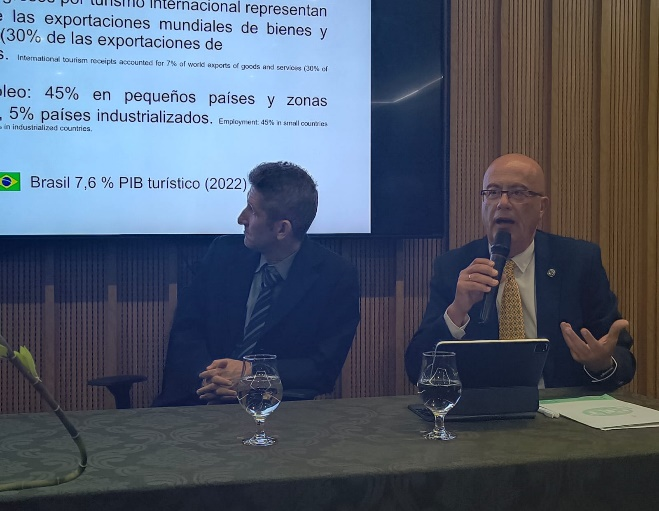 por turismo internacional representan
las exportaciones mundiales de bienes y
(30% de las exportaciones de
International tourism receipts accounted for 7% of world exports of goods and services (30% of
leo: 45% en pequeños países y zonas
, 5% países industrializados. Employment: 45% in small countries
in industrialized countries.
Brasil 7,6 % PIB turístico (2022)